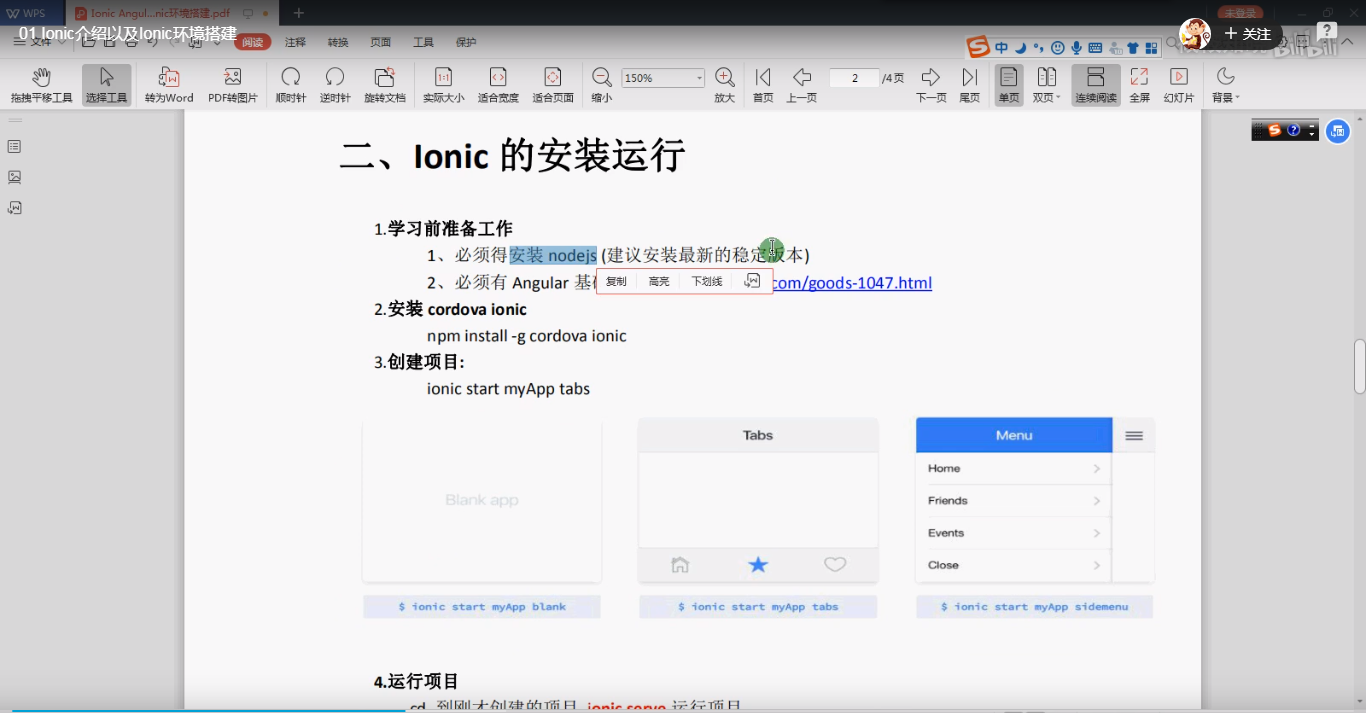 WPS
Ionic Angul...nic环境搭建.pdf
+
未登录
01 Ionic介绍以及Ionic环境搭建
文件
阅读
注释
转换
页面
工具
保护
中
+ 关注
?
bilibili
拖拽平移工具
选择工具
转为Word
PDF转图片
顺时针
逆时针
旋转文档
1:1
实际大小
适合宽度
适合页面
缩小
150%
放大
首页
上一页
2
/4页
下一页
尾页
单页
双页
连续阅读
全屏
幻灯片
背景
二、Ionic 的安装运行
1.学习前准备工作
1、必须得安装 nodejs (建议安装最新的稳定版本)
2、必须有 Angular 基
com/goods-1047.html
复制
高亮
下划线
2.安装 cordova ionic
npm install -g cordova ionic
3.创建项目:
ionic start myApp tabs
Blank app
Tabs
Menu
Home
Friends
Events
Close
$ ionic start myApp blank
$ ionic start myApp tabs
$ ionic start myApp sidemenu
4.运行项目
cd 到刚才创建的项目 ionic serve 运行项目